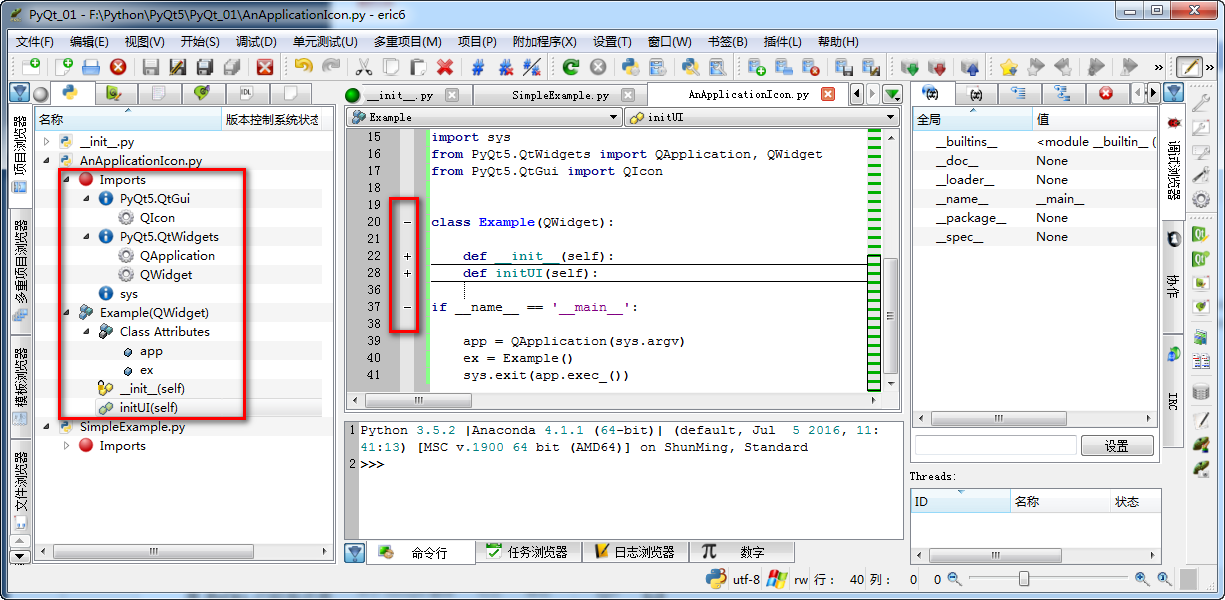 PyQt_01 - F:\Python\PyQt5\PyQt_01\AnApplicationIcon.py - eric6
文件(F) 编辑(E) 视图(V) 开始(S) 调试(D) 单元测试(U) 多重项目(M) 项目(P) 附加程序(X) 设置(T) 窗口(W) 书签(B) 插件(L) 帮助(H)
项目浏览器
多重项目浏览器
模板浏览器
文件浏览器
名称 版本控制系统状态
__init__.py
AnApplicationIcon.py
Imports
PyQt5.QtGui
QIcon
PyQt5.QtWidgets
QApplication
QWidget
sys
Example(QWidget)
Class Attributes
app
ex
__init__(self)
initUI(self)
SimpleExample.py
Imports
__init__.py SimpleExample.py AnApplicationIcon.py
Example initUI
15 import sys
16 from PyQt5.QtWidgets import QApplication, QWidget
17 from PyQt5.QtGui import QIcon
18
19
20 - class Example(QWidget):
21
22 + def __init__(self):
28 + def initUI(self):
36
37 - if __name__ == '__main__':
38
39 app = QApplication(sys.argv)
40 ex = Example()
41 sys.exit(app.exec_())
1 Python 3.5.2 |Anaconda 4.1.1 (64-bit)| (default, Jul  5 2016, 11:
41:13) [MSC v.1900 64 bit (AMD64)] on ShunMing, Standard
2 >>>
命令行 任务浏览器 日志浏览器 数字
全局 值
__builtins__ <module __builtin__ (
__doc__ None
__loader__ None
__name__ __main__
__package__ None
__spec__ None
设置
Threads:
ID 名称 状态
调试浏览器
协作
IRC
utf-8 rw 行: 40 列: 0 0